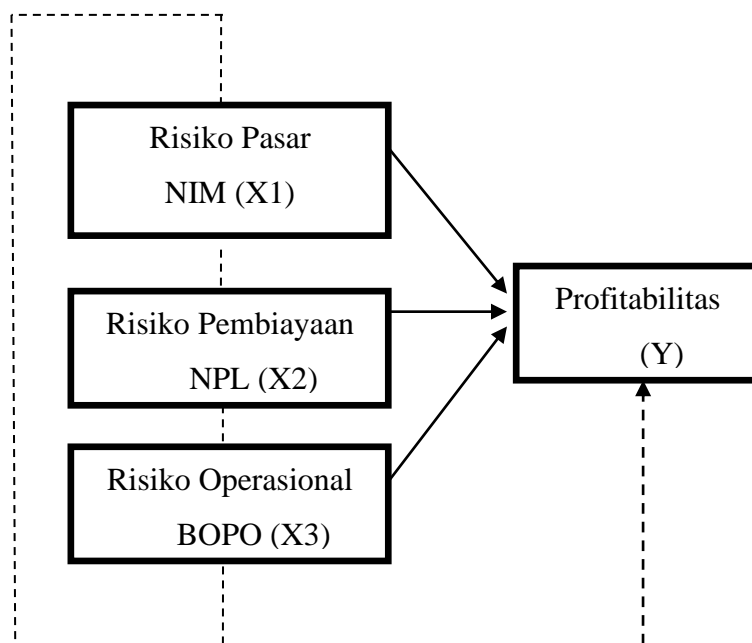 Risiko Pasar
NIM (X1)
Risiko Pembiayaan
NPL (X2)
Risiko Operasional
BOPO (X3)
Profitabilitas
(Y)